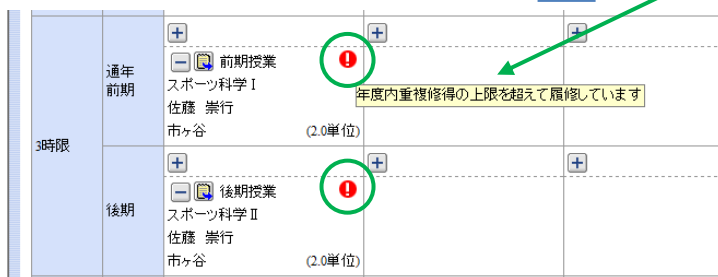 3時限
通年
前期
前期授業
スポーツ科学Ⅰ
佐藤 崇行
市ヶ谷 (2.0単位)
年度内重複修得の上限を超えて履修しています
後期
後期授業
スポーツ科学Ⅱ
佐藤 崇行
市ヶ谷 (2.0単位)